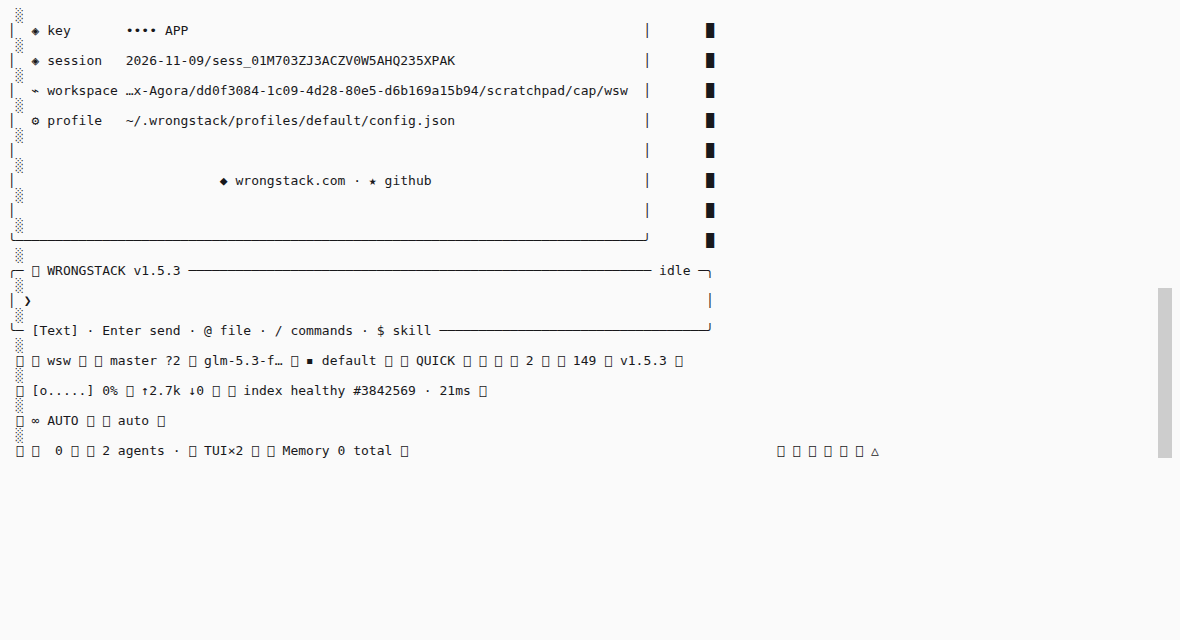 ◈ key •••• APP
◈ session 2026-11-09/sess_01M703ZJ3ACZV0W5AHQ235XPAK
⌁ workspace …x-Agora/dd0f3084-1c09-4d28-80e5-d6b169a15b94/scratchpad/cap/wsw
⚙ profile ~/.wrongstack/profiles/default/config.json
◆ wrongstack.com · ★ github
WRONGSTACK v1.5.3 idle
❯
[Text] · Enter send · @ file · / commands · $ skill
wsw master ?2 glm-5.3-f… ▪ default QUICK 2 149 v1.5.3
[o.....] 0% ↑2.7k ↓0 index healthy #3842569 · 21ms
∞ AUTO auto
0 2 agents · TUI×2 Memory 0 total △